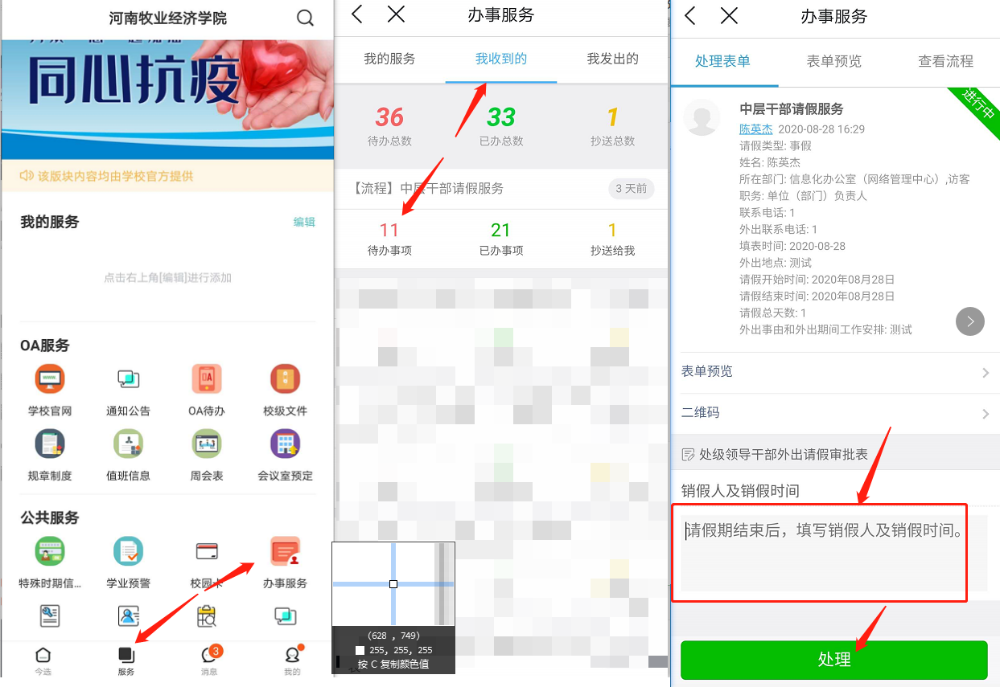 河南牧业经济学院
同心抗疫
该版块内容均由学校官方提供
我的服务
编辑
点击右上角[编辑]进行添加
OA服务
OA
学校官网
通知公告
OA待办
校级文件
规章制度
值班信息
周会表
会议室预定
公共服务
特殊时期信...
学业预警
校园卡
办事服务
3
今选
服务
消息
我的
办事服务
我的服务
我收到的
我发出的
36
33
1
待办总数
已办总数
抄送总数
【流程】中层干部请假服务
3 天前
11
21
1
待办事项
已办事项
抄送给我
（628 ，749）
255，255，255
按 C 复制颜色值
办事服务
处理表单
表单预览
查看流程
进行中
中层干部请假服务
陈英杰 2020-08-28 16:29
请假类型: 事假
姓名: 陈英杰
所在部门: 信息化办公室（网络管理中心）,访客
职务: 单位（部门）负责人
联系电话: 1
外出联系电话: 1
填表时间: 2020-08-28
外出地点: 测试
请假开始时间: 2020年08月28日
请假结束时间: 2020年08月28日
请假总天数: 1
外出事由和外出期间工作安排: 测试
表单预览
二维码
处级领导干部外出请假审批表
销假人及销假时间
请假期结束后，填写销假人及销假时间。
处理